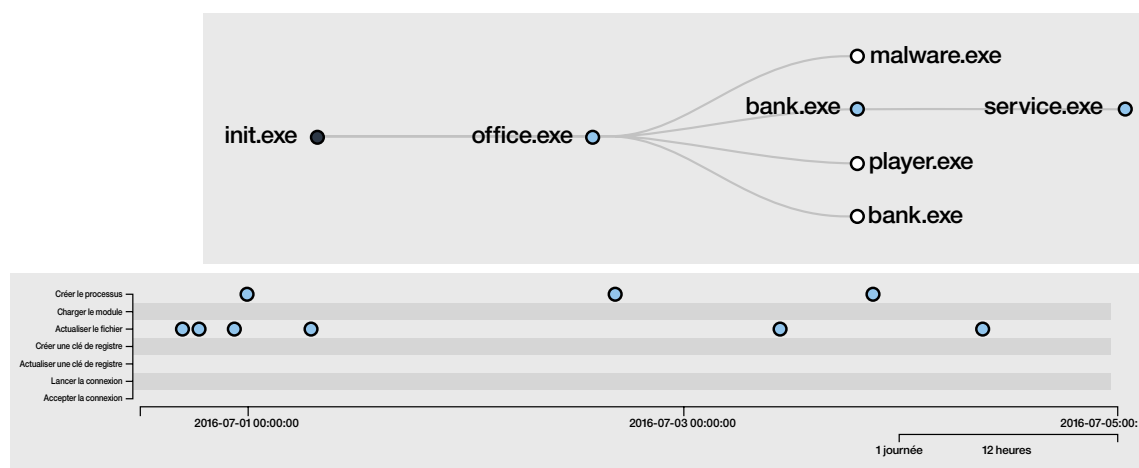 malware.exe
bank.exe
service.exe
init.exe
office.exe
player.exe
bank.exe
Créer le processus
Charger le module
Actualiser le fichier
Créer une clé de registre
Actualiser une clé de registre
Lancer la connexion
Accepter la connexion
2016-07-01 00:00:00
2016-07-03 00:00:00
2016-07-05:00:
1 journée
12 heures